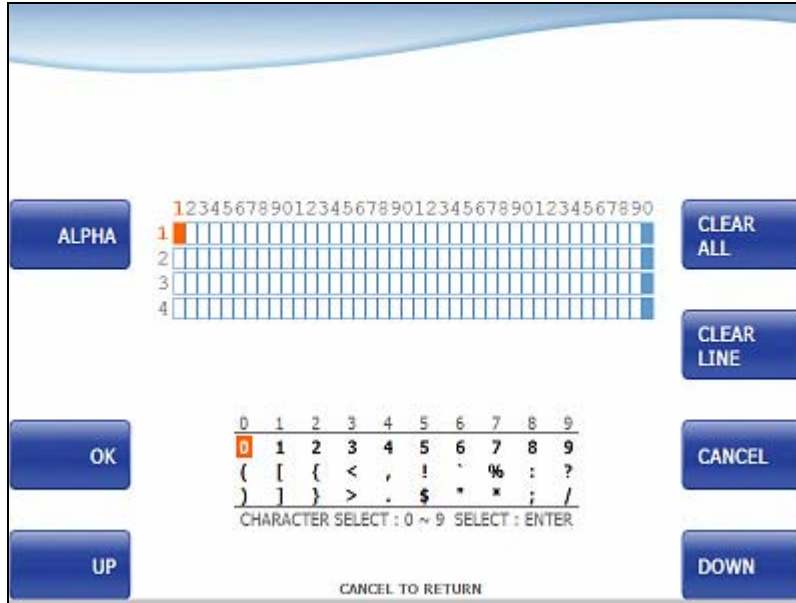 1234567890123456789012345678901234567890
ALPHA
CLEAR
ALL
1
2
3
4
CLEAR
LINE
0 1 2 3 4 5 6 7 8 9
0 1 2 3 4 5 6 7 8 9
( [ { < , ! ` % : ?
) ] } > . $ " * ; /
CHARACTER SELECT : 0 ~ 9 SELECT : ENTER
OK
CANCEL
UP
DOWN
CANCEL TO RETURN